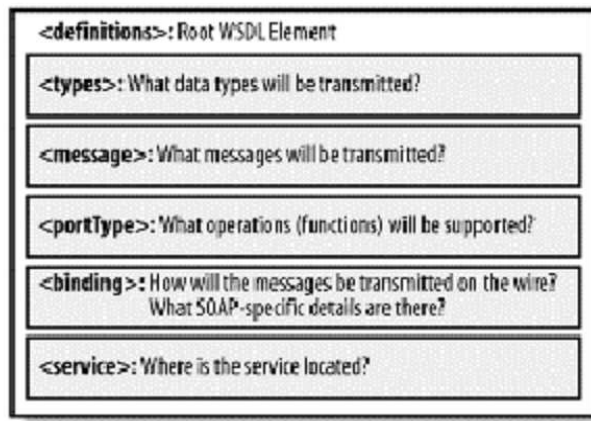 <definitions>: Root WSDL Element
<types>: What data types will be transmitted?
<message>: What messages will be transmitted?
<portType>: What operations (functions) will be supported?
<binding>: How will the messages be transmitted on the wire?
What SOAP-specific details are there?
<service>: Where is the service located?